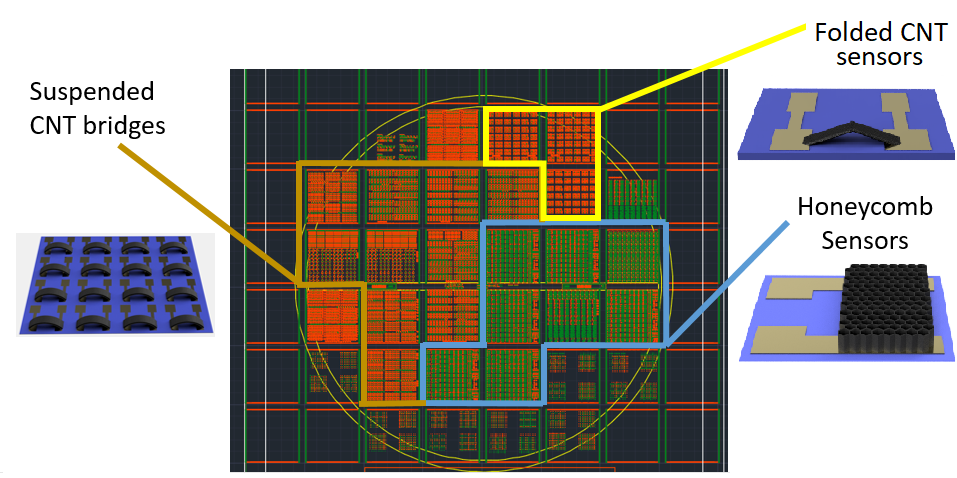 Folded CNT
sensors
Suspended
CNT bridges
Honeycomb
Sensors